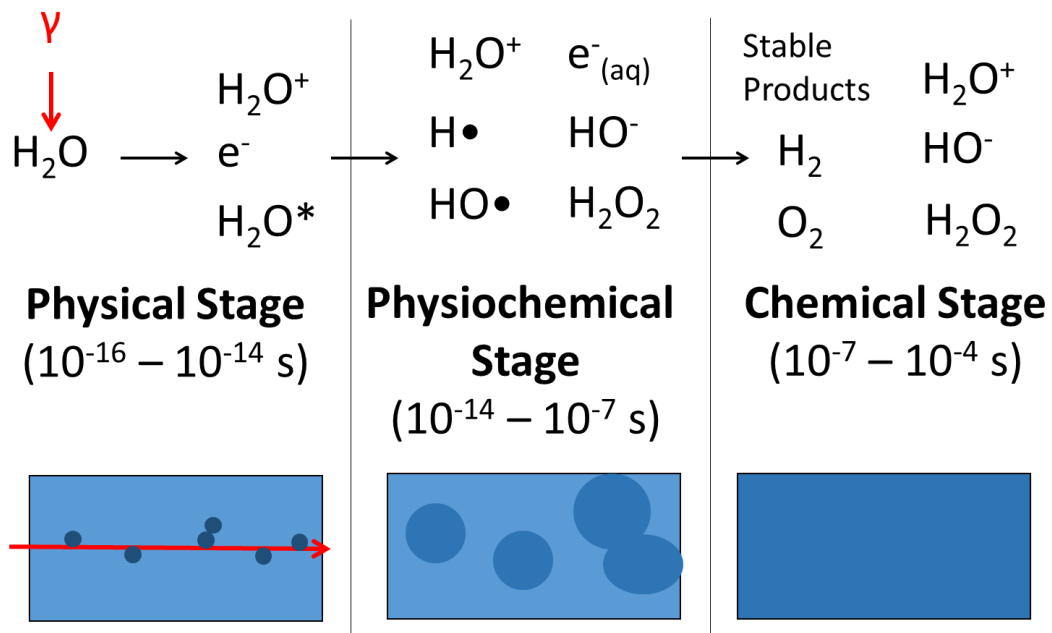 γ
H₂O
H₂O⁺
e⁻
H₂O*
Physical Stage
(10⁻¹⁶ – 10⁻¹⁴ s)
H₂O⁺ e⁻₍aq₎
H• HO⁻
HO• H₂O₂
Physiochemical
Stage
(10⁻¹⁴ – 10⁻⁷ s)
Stable
Products
H₂O⁺
H₂ HO⁻
O₂ H₂O₂
Chemical Stage
(10⁻⁷ – 10⁻⁴ s)